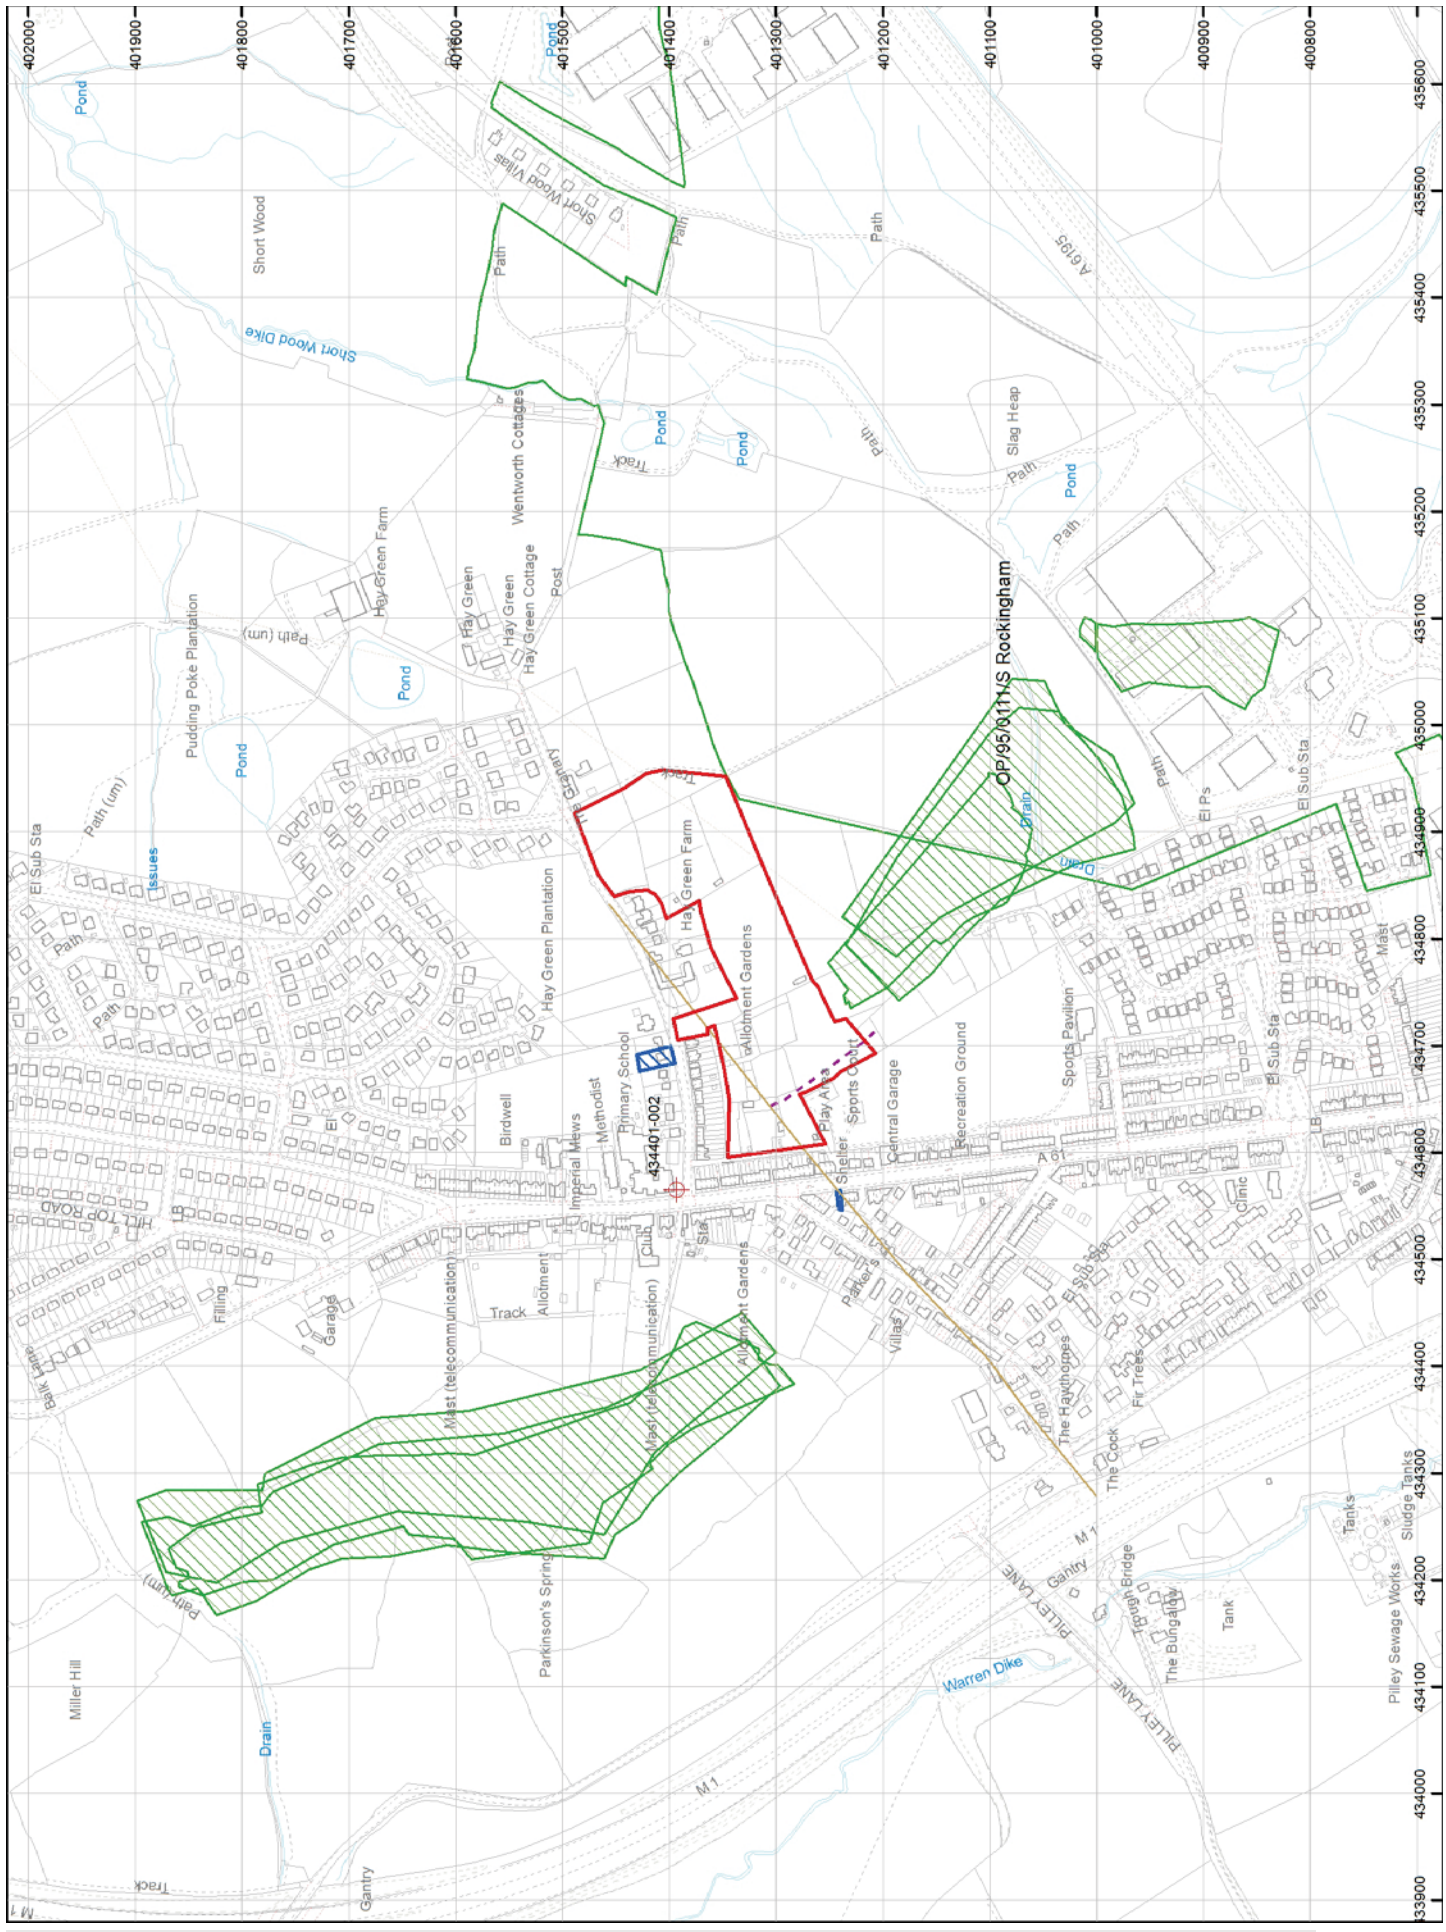 402000
401900
401800
401700
401600
401500
401400
401300
401200
401100
401000
400900
400800
435600
435500
435400
435300
435200
435100
435000
434900
434800
434700
434600
434500
434400
434300
434200
434100
434000
433900
Pond
Pond
Short Wood
Short Wood Villas
Path
Path
Path
A 6195
Short Wood Dike
Wentworth Cottages
Track
Pond
Pond
Path
Slag Heap
Path
Pond
Path
Hay Green Farm
Pudding Poke Plantation
Path (um)
Hay Green
Hay Green
Hay Green Cottage
Post
Pond
Pond
OP/95/0111/S Rockingham
Path (um)
The Granary
Track
Drain
Drain
Path
El Ps
El Sub Sta
El Sub Sta
Issues
Path
Path
Hay Green Plantation
Hay Green Farm
Allotment Gardens
Mast
Sports Pavilion
El Sub Sta
Primary School
Methodist
Birdwell
Imperial Mews
434401-002
Play Area
Sports Court
Shelter
Central Garage
Recreation Ground
A 61
LB
El
HILL TOP ROAD
LB
Club
Sta
Clinic
Filling
Garage
Mast (telecommunication)
Track
Allotment
Mast (telecommunication)
Allotment Gardens
Parker's
Villas
El Sub Sta
Balk Lane
The Hawthornes
Fir Trees
The Cock
Path (um)
Parkinson's Spring
M 1
Gantry
PILLEY LANE
Trough Bridge
The Bungalow
Tank
Tanks
Sludge Tanks
Pilley Sewage Works
Miller Hill
Drain
Warren Dike
PILLEY LANE
M 1
Track
Gantry
M 1